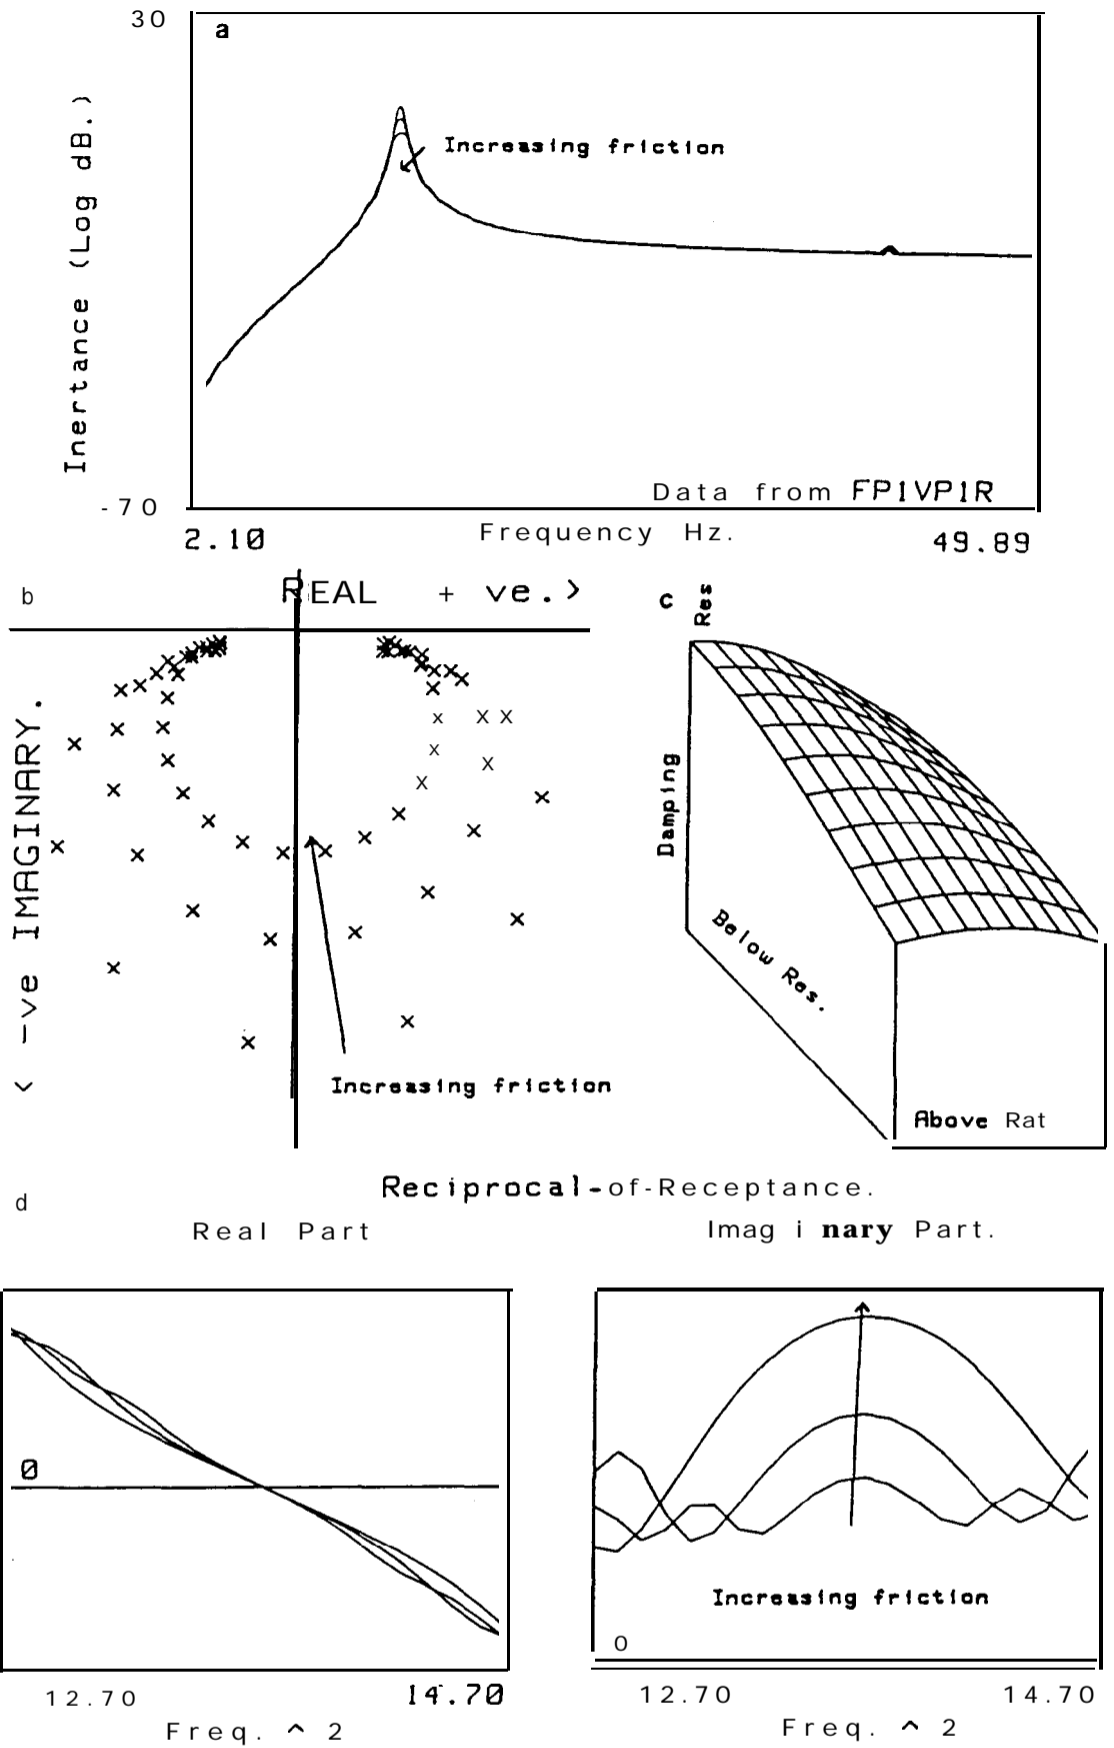 30
a
Inertance (Log dB.)
Increasing friction
Data from FP1VP1R
-70
2.10
Frequency Hz.
49.89
b
REAL + ve.>
< -ve IMAGINARY.
Increasing friction
c
Res
Damping
Below Res.
Above Rat
d
Reciprocal-of-Receptance.
Real Part
Imag i nary Part.
0
12.70
14.70
Freq. ^ 2
Increasing friction
0
12.70
14.70
Freq. ^ 2